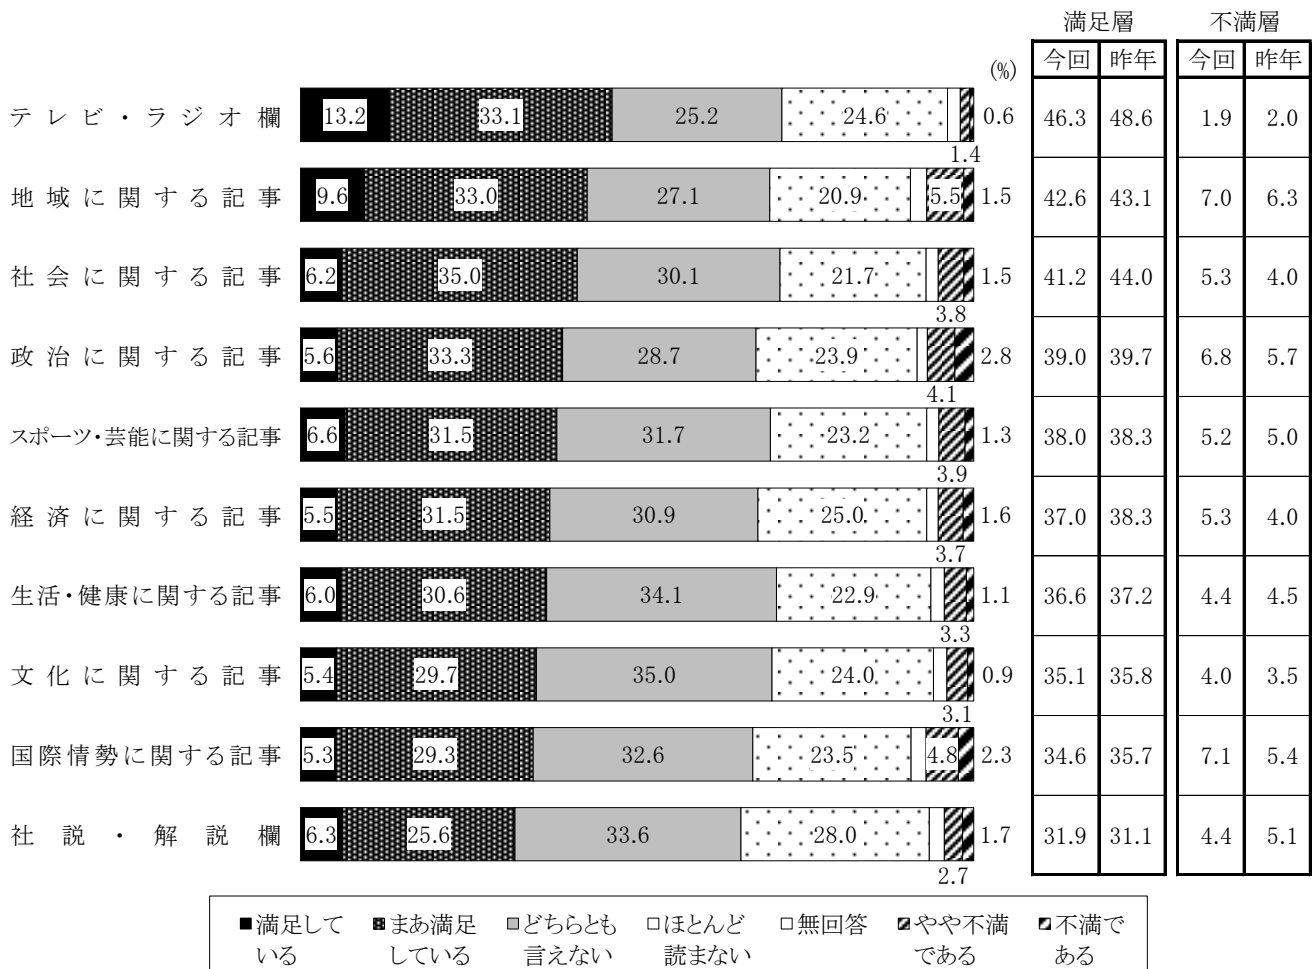 満足層 不満層
(%) 今回 昨年 今回 昨年
テレビ・ラジオ欄 13.2 33.1 25.2 24.6 0.6 46.3 48.6 1.9 2.0
1.4
地域に関する記事 9.6 33.0 27.1 20.9 5.5 1.5 42.6 43.1 7.0 6.3
社会に関する記事 6.2 35.0 30.1 21.7 1.5 41.2 44.0 5.3 4.0
3.8
政治に関する記事 5.6 33.3 28.7 23.9 2.8 39.0 39.7 6.8 5.7
4.1
スポーツ・芸能に関する記事 6.6 31.5 31.7 23.2 1.3 38.0 38.3 5.2 5.0
3.9
経済に関する記事 5.5 31.5 30.9 25.0 1.6 37.0 38.3 5.3 4.0
3.7
生活・健康に関する記事 6.0 30.6 34.1 22.9 1.1 36.6 37.2 4.4 4.5
3.3
文化に関する記事 5.4 29.7 35.0 24.0 0.9 35.1 35.8 4.0 3.5
3.1
国際情勢に関する記事 5.3 29.3 32.6 23.5 4.8 2.3 34.6 35.7 7.1 5.4
社説・解説欄 6.3 25.6 33.6 28.0 1.7 31.9 31.1 4.4 5.1
2.7
満足して まあ満足 どちらとも ほとんど 無回答 やや不満 不満で
いる している 言えない 読まない である ある